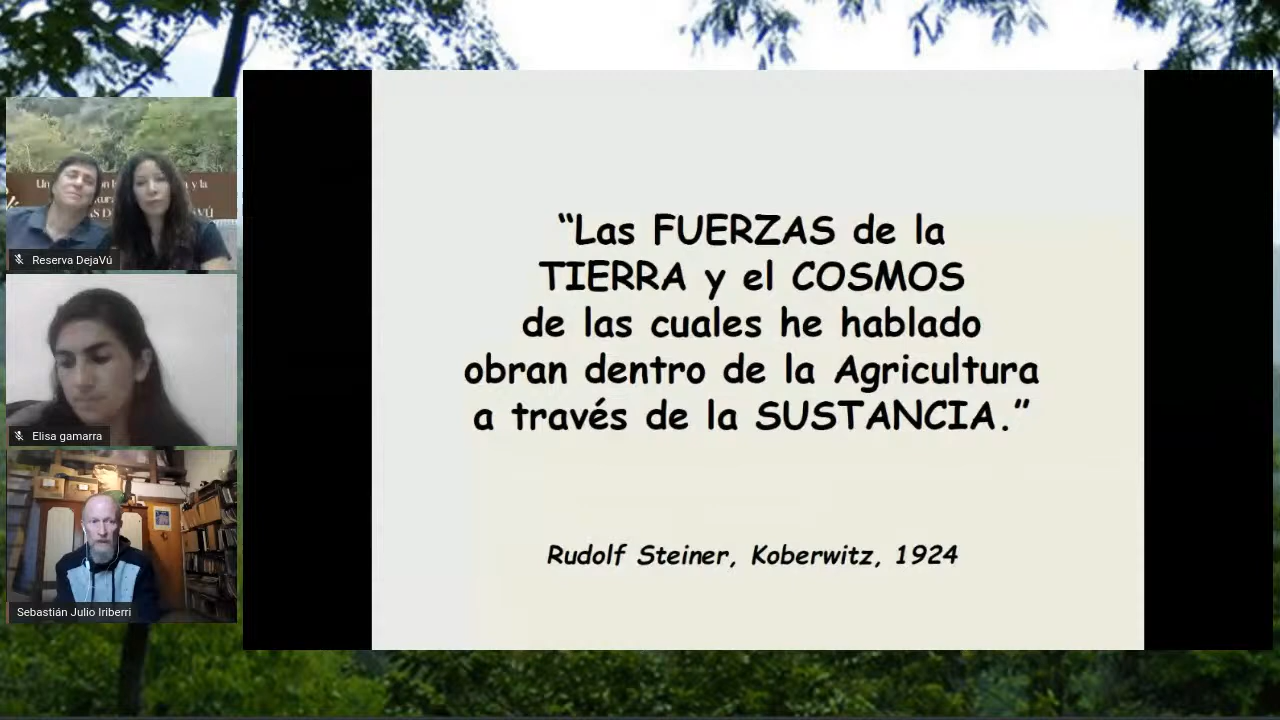 Reserva DejaVú
Elisa gamarra
Sebastián Julio Iriberri
“Las FUERZAS de la
TIERRA y el COSMOS
de las cuales he hablado
obran dentro de la Agricultura
a través de la SUSTANCIA.”
Rudolf Steiner, Koberwitz, 1924